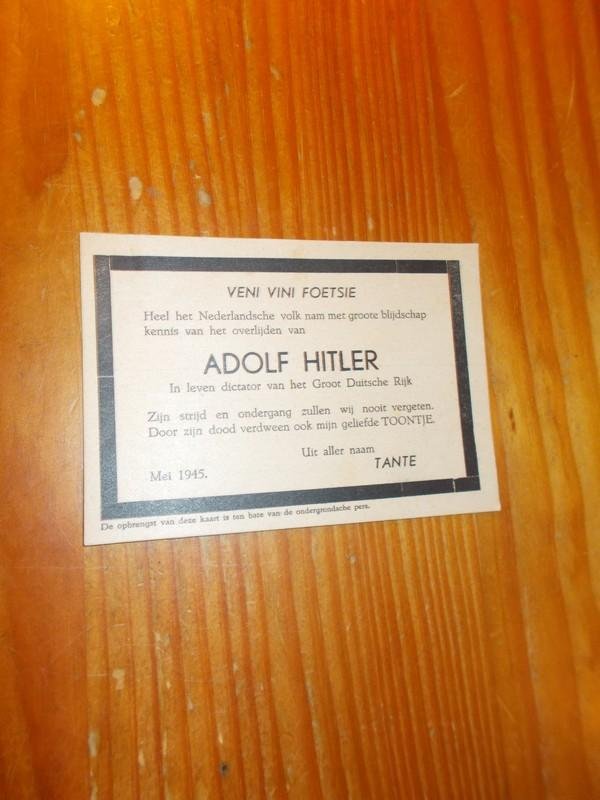 VENI VINI FOETSIE
Heel het Nederlandsche volk nam met groote blijdschap
kennis van het overlijden van
ADOLF HITLER
In leven dictator van het Groot Duitsche Rijk
Zijn strijd en ondergang zullen wij nooit vergeten.
Door zijn dood verdween ook mijn geliefde TOONTJE.
Uit aller naam
TANTE
Mei 1945.
De opbrengst van deze kaart is ten bate van de ondergrondsche pers.